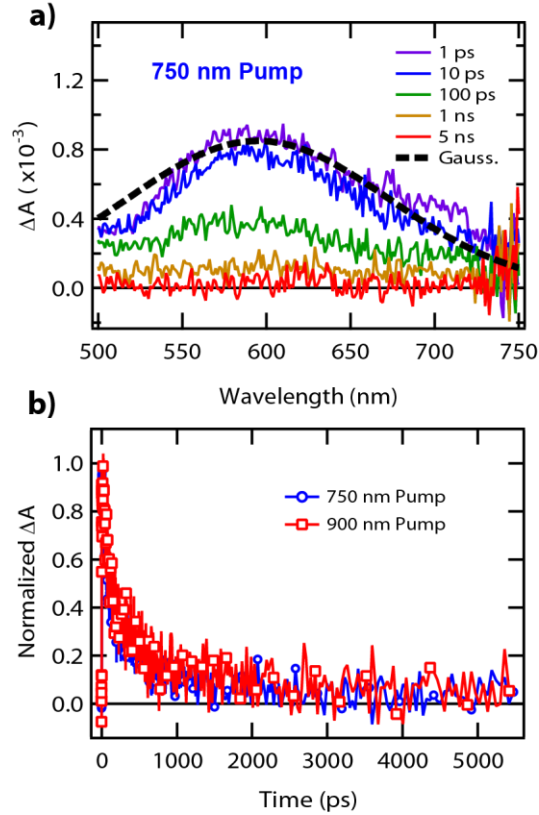 a)
750 nm Pump
1 ps
10 ps
100 ps
1 ns
5 ns
Gauss.
ΔA ( x10⁻³)
1.2
0.8
0.4
0.0
500 550 600 650 700 750
Wavelength (nm)
b)
750 nm Pump
900 nm Pump
Normalized ΔA
1.0
0.8
0.6
0.4
0.2
0.0
0 1000 2000 3000 4000 5000
Time (ps)